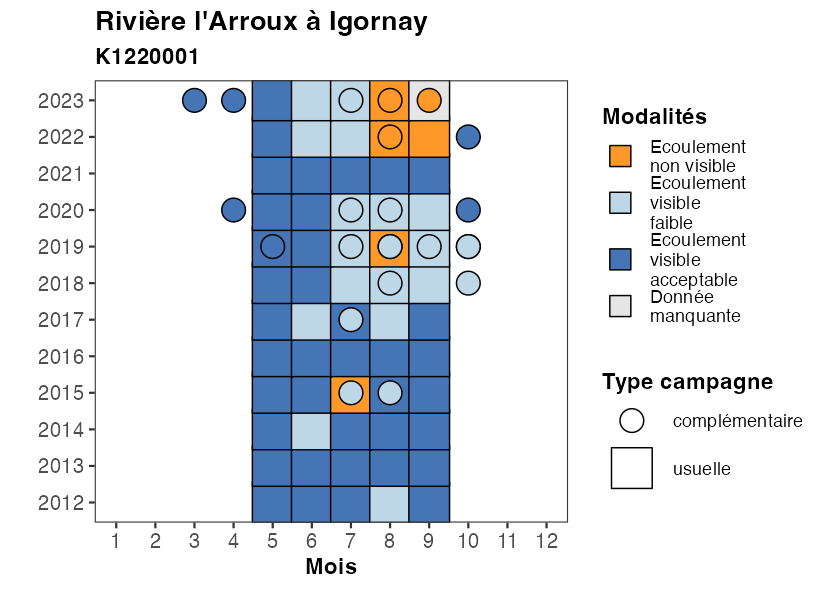 Rivière l'Arroux à Igornay
K1220001
2023
2022
2021
2020
2019
2018
2017
2016
2015
2014
2013
2012
1 2 3 4 5 6 7 8 9 10 11 12
Mois
Modalités
Ecoulement
non visible
Ecoulement
visible
faible
Ecoulement
visible
acceptable
Donnée
manquante
Type campagne
complémentaire
usuelle